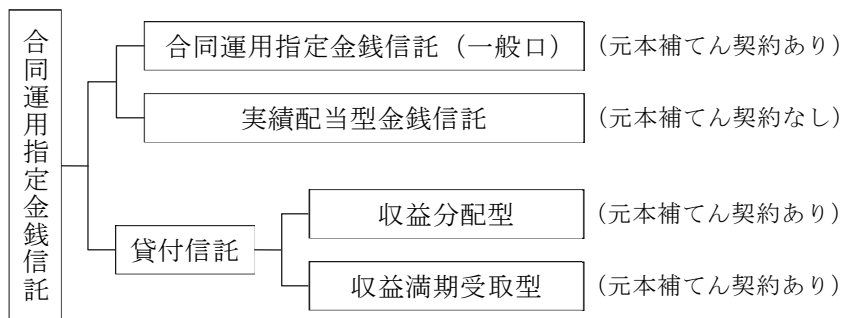 合同運用指定金銭信託
合同運用指定金銭信託（一般口）
（元本補てん契約あり）
実績配当型金銭信託
（元本補てん契約なし）
貸付信託
収益分配型
（元本補てん契約あり）
収益満期受取型
（元本補てん契約あり）